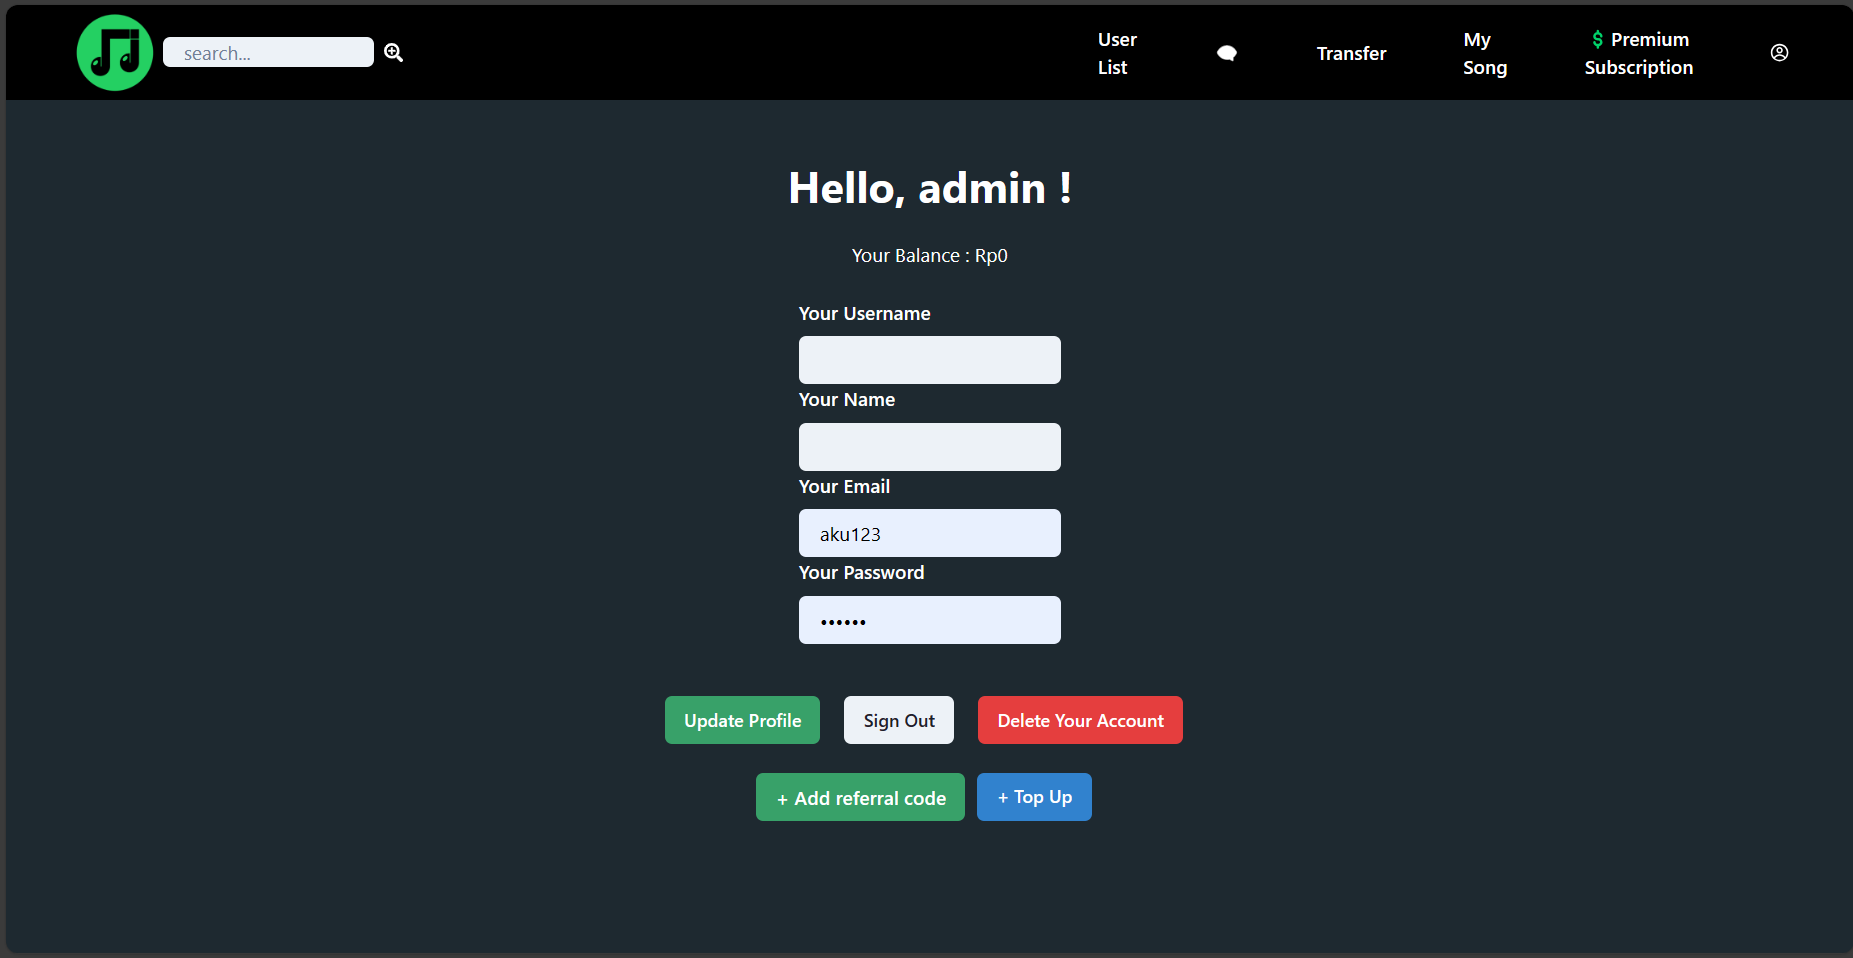 search...
User
List
Transfer
My
Song
$ Premium
Subscription
Hello, admin !
Your Balance : Rp0
Your Username
Your Name
Your Email
aku123
Your Password
••••••
Update Profile
Sign Out
Delete Your Account
+ Add referral code
+ Top Up